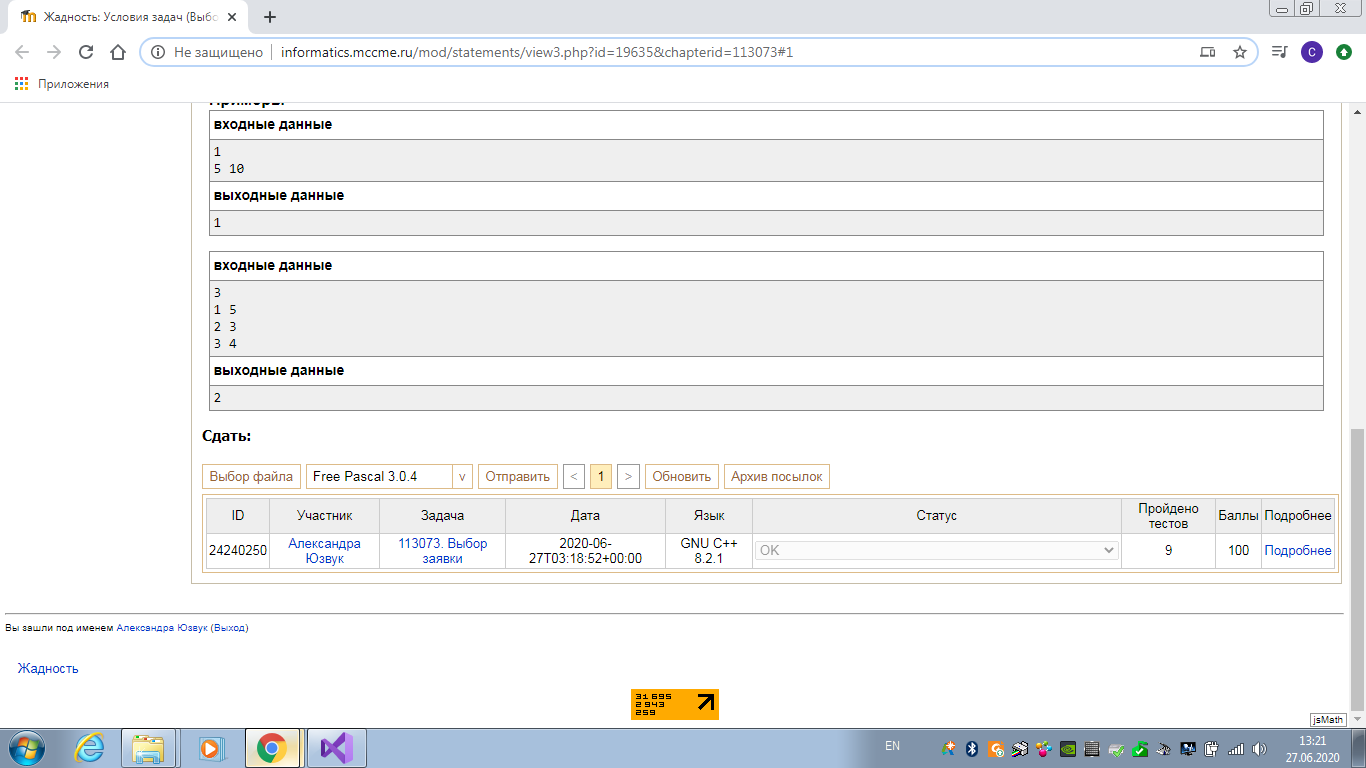 Жадность: Условия задач (Выбо
Не защищено
informatics.mccme.ru/mod/statements/view3.php?id=19635&chapterid=113073#1
C
Приложения
входные данные
1
5 10
выходные данные
1
входные данные
3
1 5
2 3
3 4
выходные данные
2
Сдать:
Выбор файла Free Pascal 3.0.4 v Отправить < 1 > Обновить Архив посылок
ID Участник Задача Дата Язык Статус Пройдено тестов Баллы Подробнее
24240250 Александра Юзвук 113073. Выбор заявки 2020-06-27T03:18:52+00:00 GNU C++ 8.2.1 OK 9 100 Подробнее
Вы зашли под именем Александра Юзвук (Выход)
Жадность
31 695
2 943
259
jsMath
EN
13:21
27.06.2020